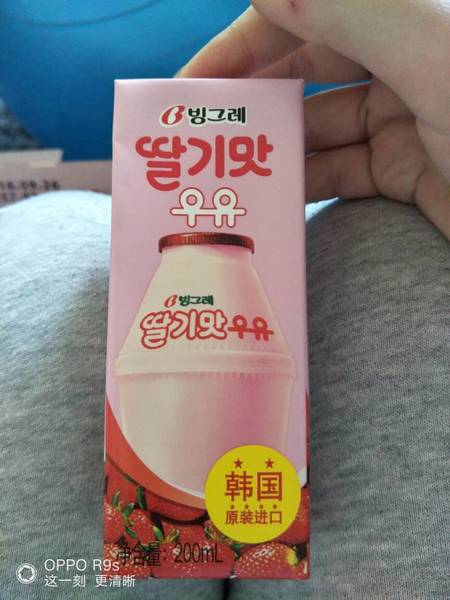 빙그레
딸기맛
우유
빙그레
딸기맛우유
韩国
原装进口
净含量: 200mL
OPPO R9s
这一刻 更清晰